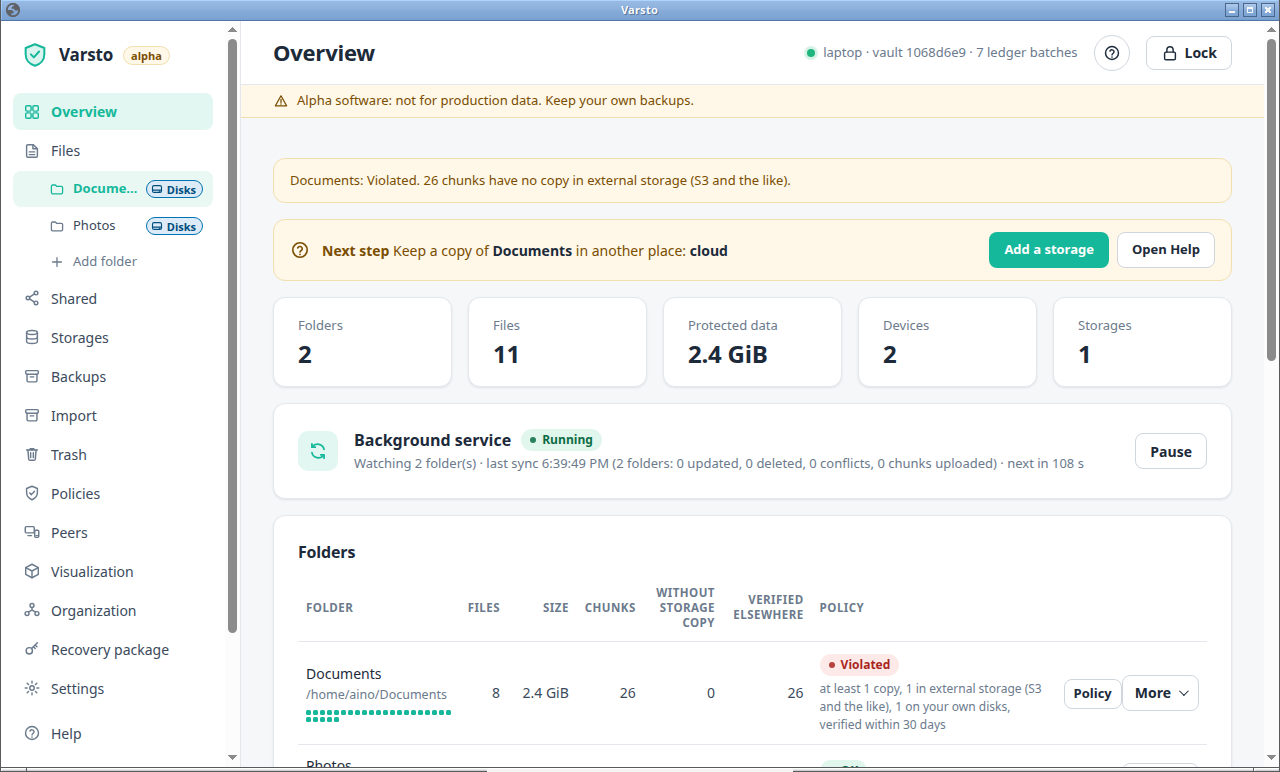 Varsto
Varsto alpha
Overview
Files
Docume... Disks
Photos Disks
Add folder
Shared
Storages
Backups
Import
Trash
Policies
Peers
Visualization
Organization
Recovery package
Settings
Help
Overview
laptop · vault 1068d6e9 · 7 ledger batches
Lock
Alpha software: not for production data. Keep your own backups.
Documents: Violated. 26 chunks have no copy in external storage (S3 and the like).
Next step Keep a copy of Documents in another place: cloud
Add a storage
Open Help
Folders
2
Files
11
Protected data
2.4 GiB
Devices
2
Storages
1
Background service Running
Watching 2 folder(s) · last sync 6:39:49 PM (2 folders: 0 updated, 0 deleted, 0 conflicts, 0 chunks uploaded) · next in 108 s
Pause
Folders
FOLDER FILES SIZE CHUNKS WITHOUT STORAGE COPY VERIFIED ELSEWHERE POLICY
Documents
/home/aino/Documents
8 2.4 GiB 26 0 26
Violated
at least 1 copy, 1 in external storage (S3
and the like), 1 on your own disks,
verified within 30 days
Policy More
Photos